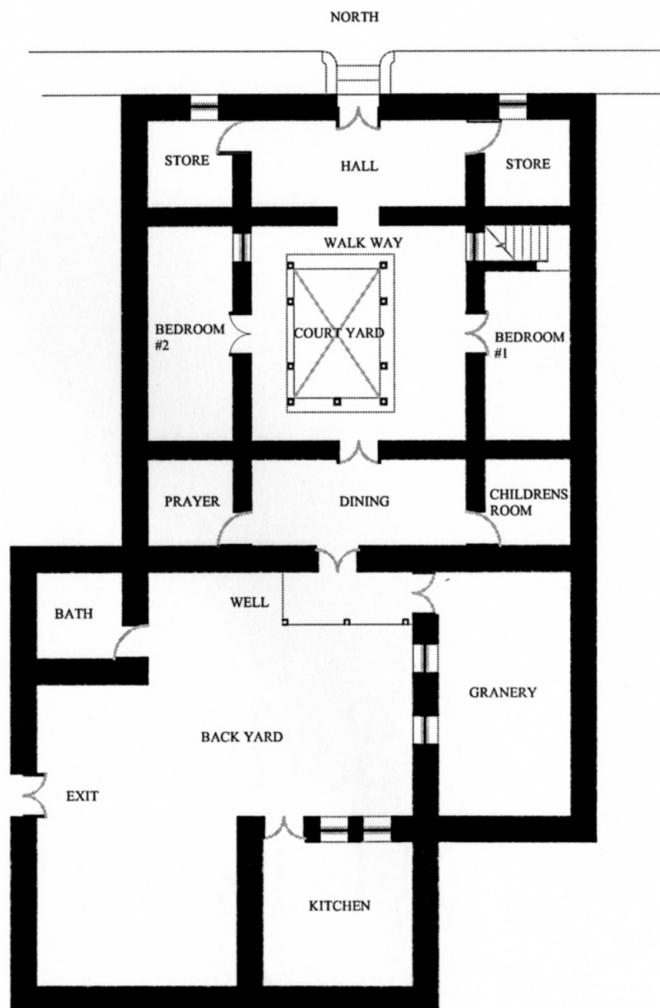 NORTH
STORE
HALL
STORE
WALK WAY
BEDROOM
#2
COURT YARD
BEDROOM
#1
PRAYER
DINING
CHILDRENS
ROOM
BATH
WELL
GRANERY
BACK YARD
EXIT
KITCHEN